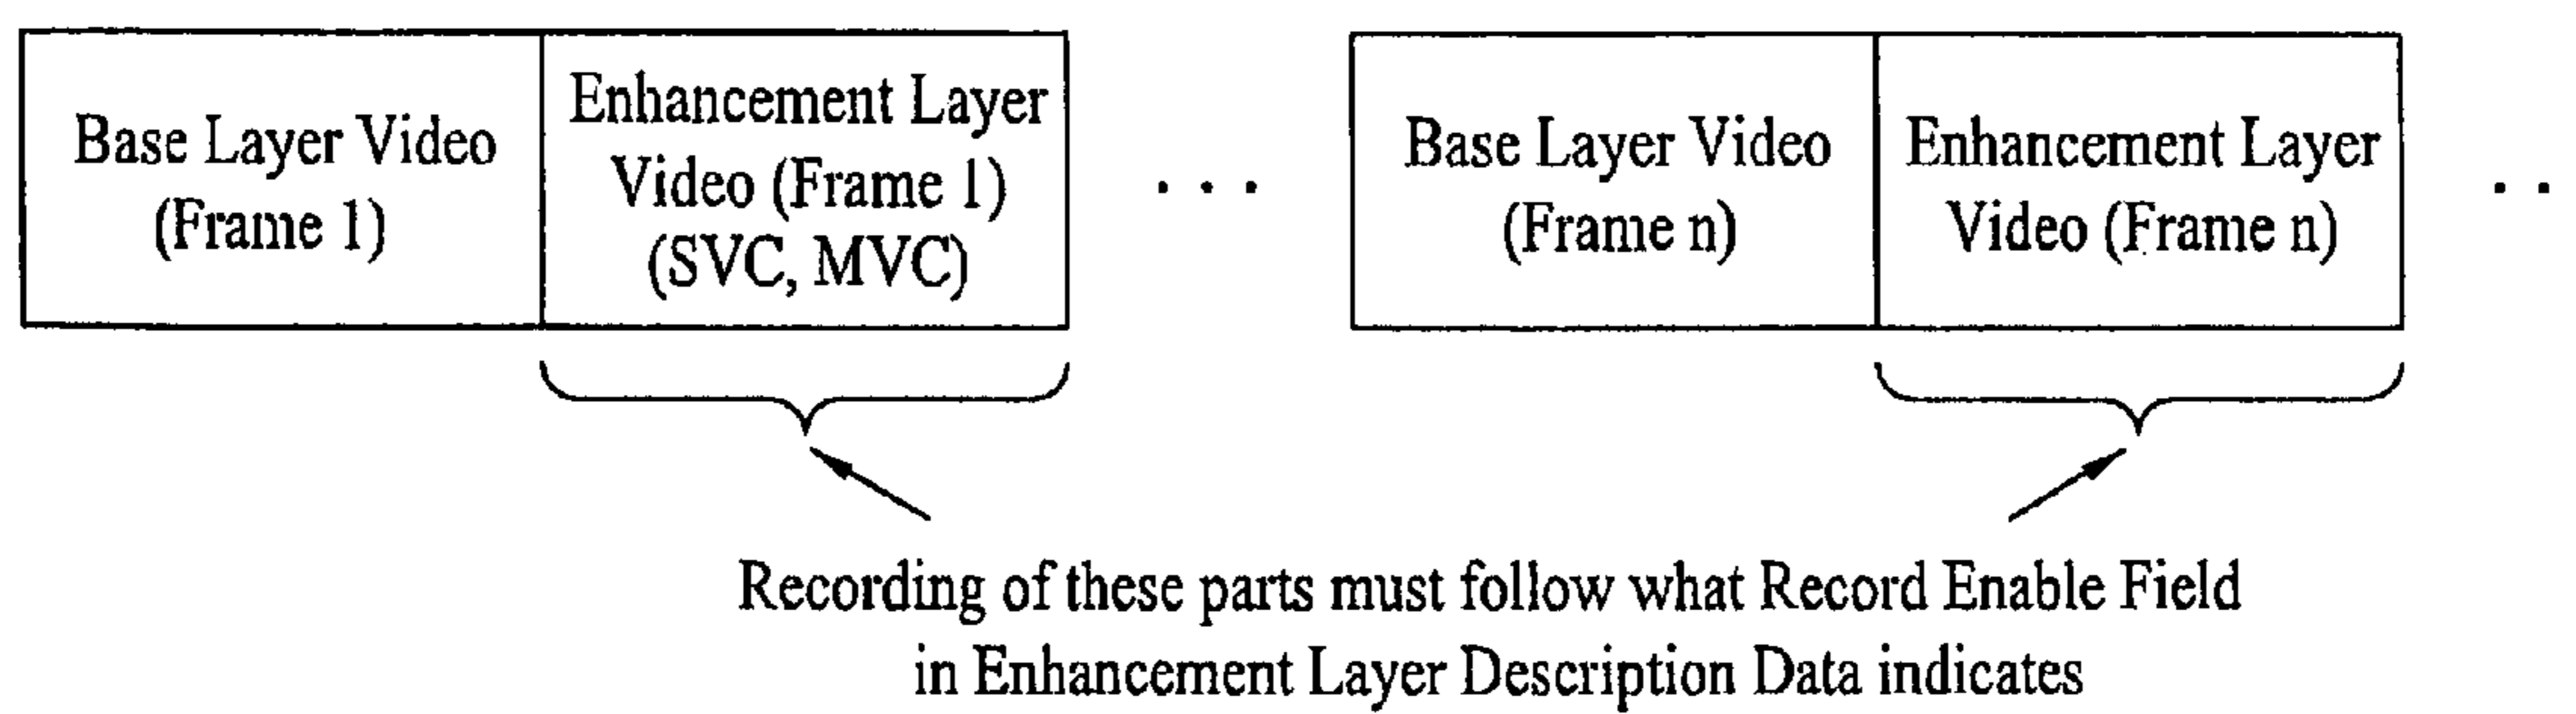 Base Layer Video
(Frame 1)
Enhancement Layer
Video (Frame 1)
(SVC, MVC)
. . .
Base Layer Video
(Frame n)
Enhancement Layer
Video (Frame n)
. .
Recording of these parts must follow what Record Enable Field
in Enhancement Layer Description Data indicates